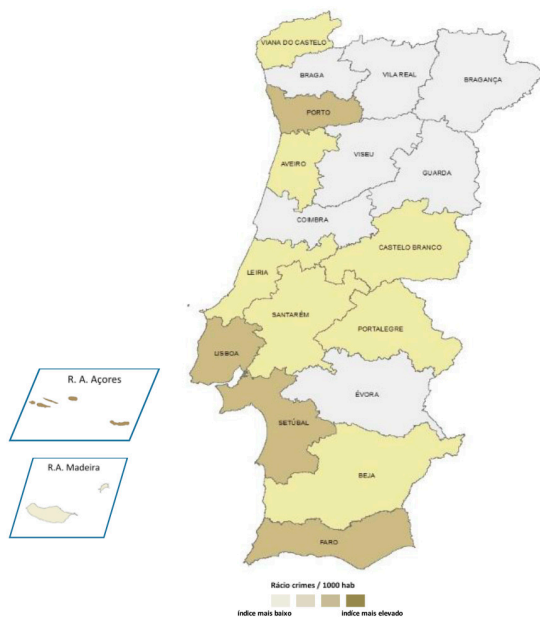 VIANA DO CASTELO
BRAGA
VILA REAL
BRAGANÇA
PORTO
AVEIRO
VISEU
GUARDA
COIMBRA
CASTELO BRANCO
LEIRIA
SANTARÉM
PORTALEGRE
LISBOA
R. A. Açores
ÉVORA
SETÚBAL
R.A. Madeira
BEJA
FARO
Rácio crimes / 1000 hab
índice mais baixo índice mais elevado